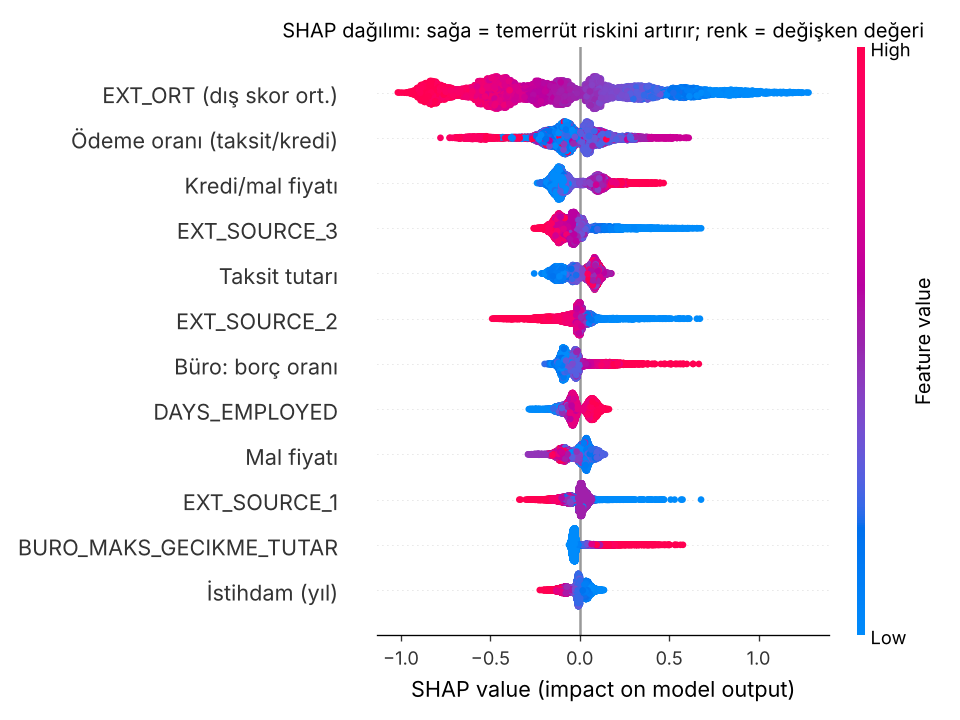 SHAP dağılımı: sağa = temerrüt riskini artırır; renk = değişken değeri
High
EXT_ORT (dış skor ort.)
Ödeme oranı (taksit/kredi)
Kredi/mal fiyatı
EXT_SOURCE_3
Taksit tutarı
EXT_SOURCE_2
Büro: borç oranı
DAYS_EMPLOYED
Mal fiyatı
EXT_SOURCE_1
BURO_MAKS_GECIKME_TUTAR
İstihdam (yıl)
Feature value
Low
−1.0 −0.5 0.0 0.5 1.0
SHAP value (impact on model output)